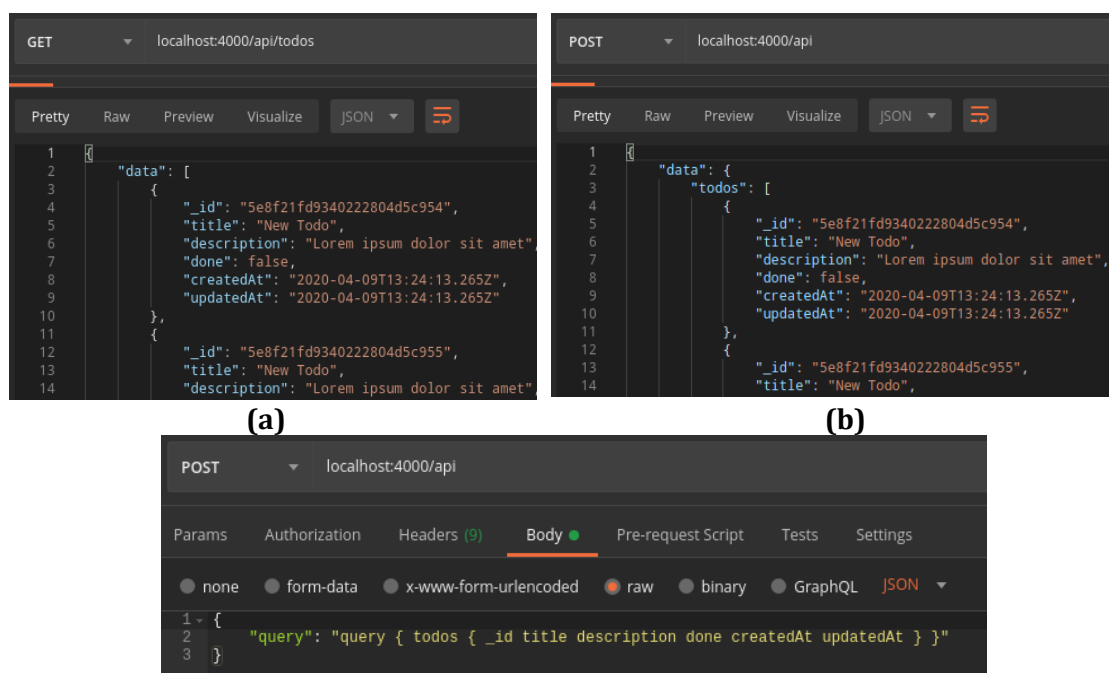 GET localhost:4000/api/todos
Pretty Raw Preview Visualize JSON
1 {
2 "data": [
3 {
4 "_id": "5e8f21fd9340222804d5c954",
5 "title": "New Todo",
6 "description": "Lorem ipsum dolor sit amet",
7 "done": false,
8 "createdAt": "2020-04-09T13:24:13.265Z",
9 "updatedAt": "2020-04-09T13:24:13.265Z"
10 },
11 {
12 "_id": "5e8f21fd9340222804d5c955",
13 "title": "New Todo",
14 "description": "Lorem ipsum dolor sit amet"
(a)
POST localhost:4000/api
Pretty Raw Preview Visualize JSON
1 {
2 "data": {
3 "todos": [
4 {
5 "_id": "5e8f21fd9340222804d5c954",
6 "title": "New Todo",
7 "description": "Lorem ipsum dolor sit amet",
8 "done": false,
9 "createdAt": "2020-04-09T13:24:13.265Z",
10 "updatedAt": "2020-04-09T13:24:13.265Z"
11 },
12 {
13 "_id": "5e8f21fd9340222804d5c955",
14 "title": "New Todo",
(b)
POST localhost:4000/api
Params Authorization Headers (9) Body Pre-request Script Tests Settings
none form-data x-www-form-urlencoded raw binary GraphQL JSON
1 {
2 "query": "query { todos { _id title description done createdAt updatedAt } }"
3 }